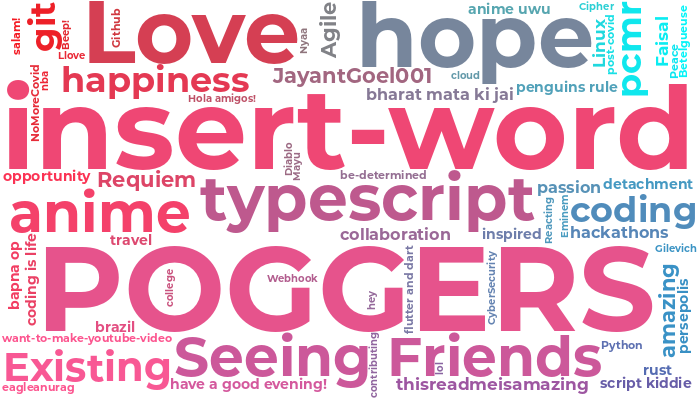 salam!
git
Beep!
Llove
Github
Love
Nyaa
Agile
hope
anime uwu
cloud
Cipher
Linux
post-covid
pcmr
Faisal
Peace
Betelgueuse
NoMoreCovid
nba
happiness
Hola amigos!
JayantGoel001
bharat mata ki jai
penguins rule
insert-word
opportunity
Requiem
Diablo
Mayu
be-determined
typescript
passion
detachment
anime
travel
collaboration
inspired
Reacting
Eminem
coding
hackathons
Gilevich
bapna op
coding is life
POGGERS
college
Webhook
hey
flutter and dart
CyberSecurity
amazing
persepolis
brazil
want-to-make-youtube-video
Existing
eagleanurag
Seeing Friends
have a good evening!
contributing
lol
thisreadmeisamazing
Python
rust
script kiddie